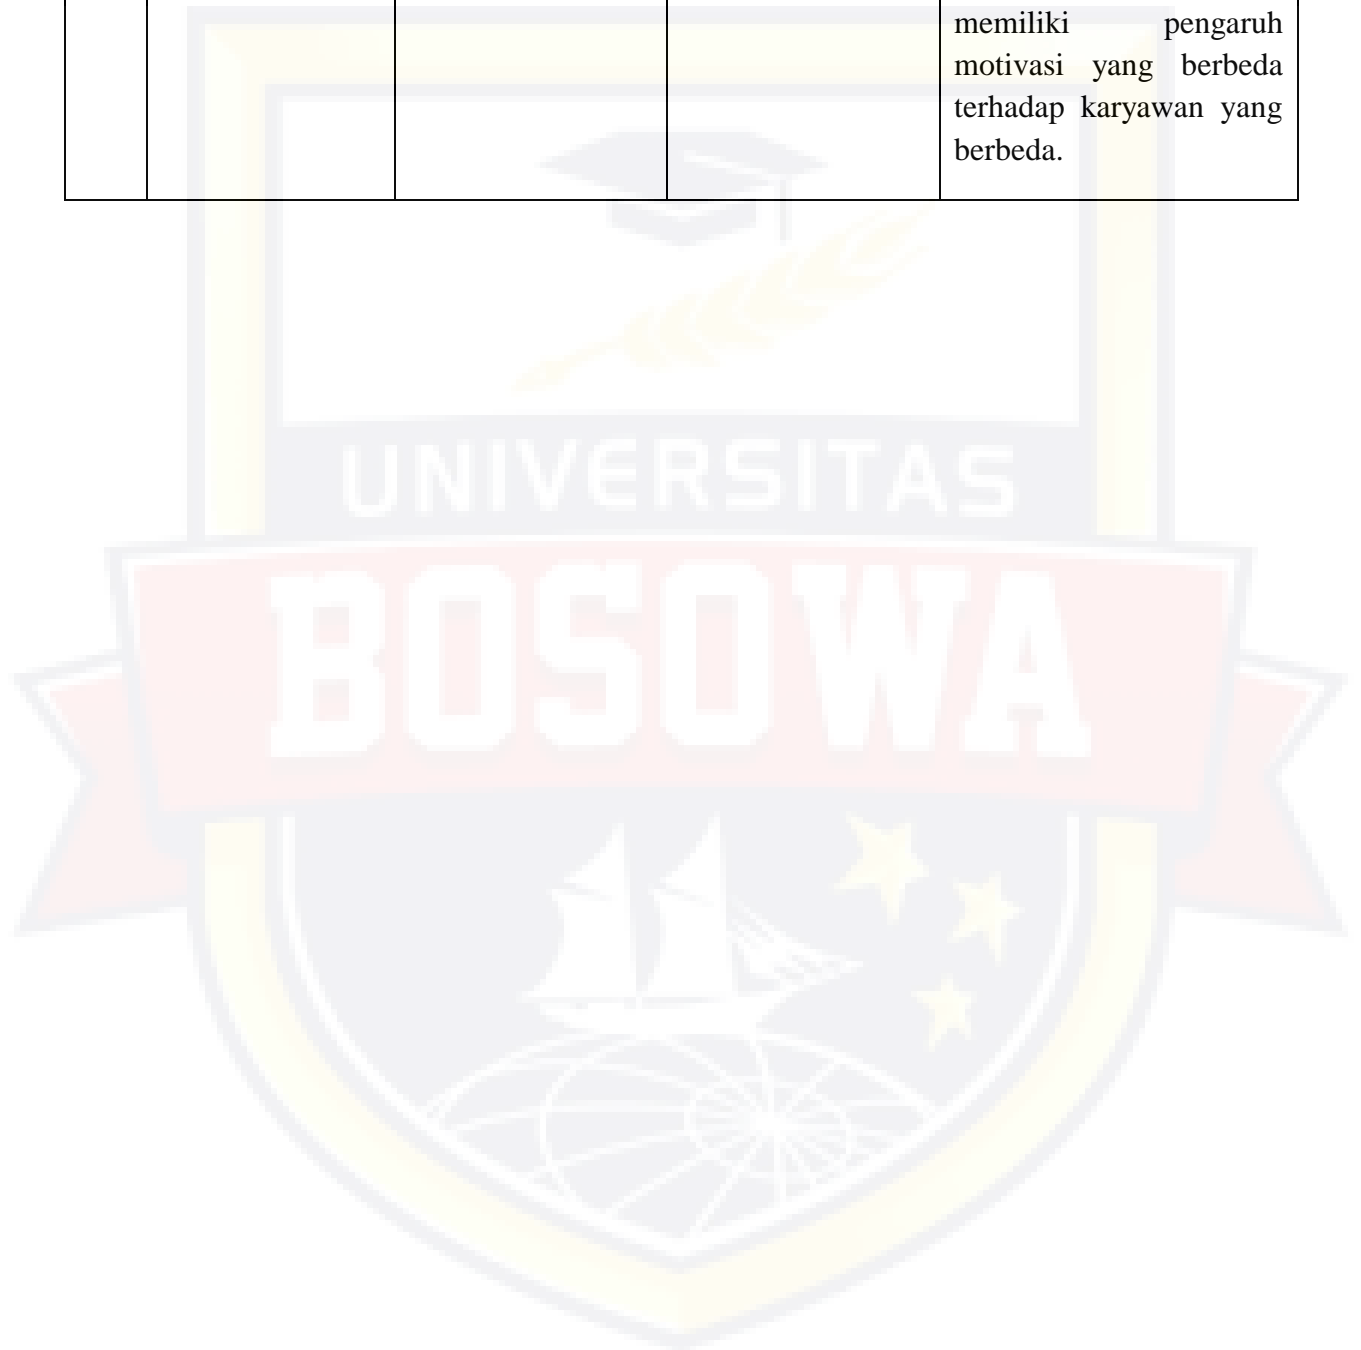 memiliki pengaruh
motivasi yang berbeda
terhadap karyawan yang
berbeda.
UNIVERSITAS
BOSOWA